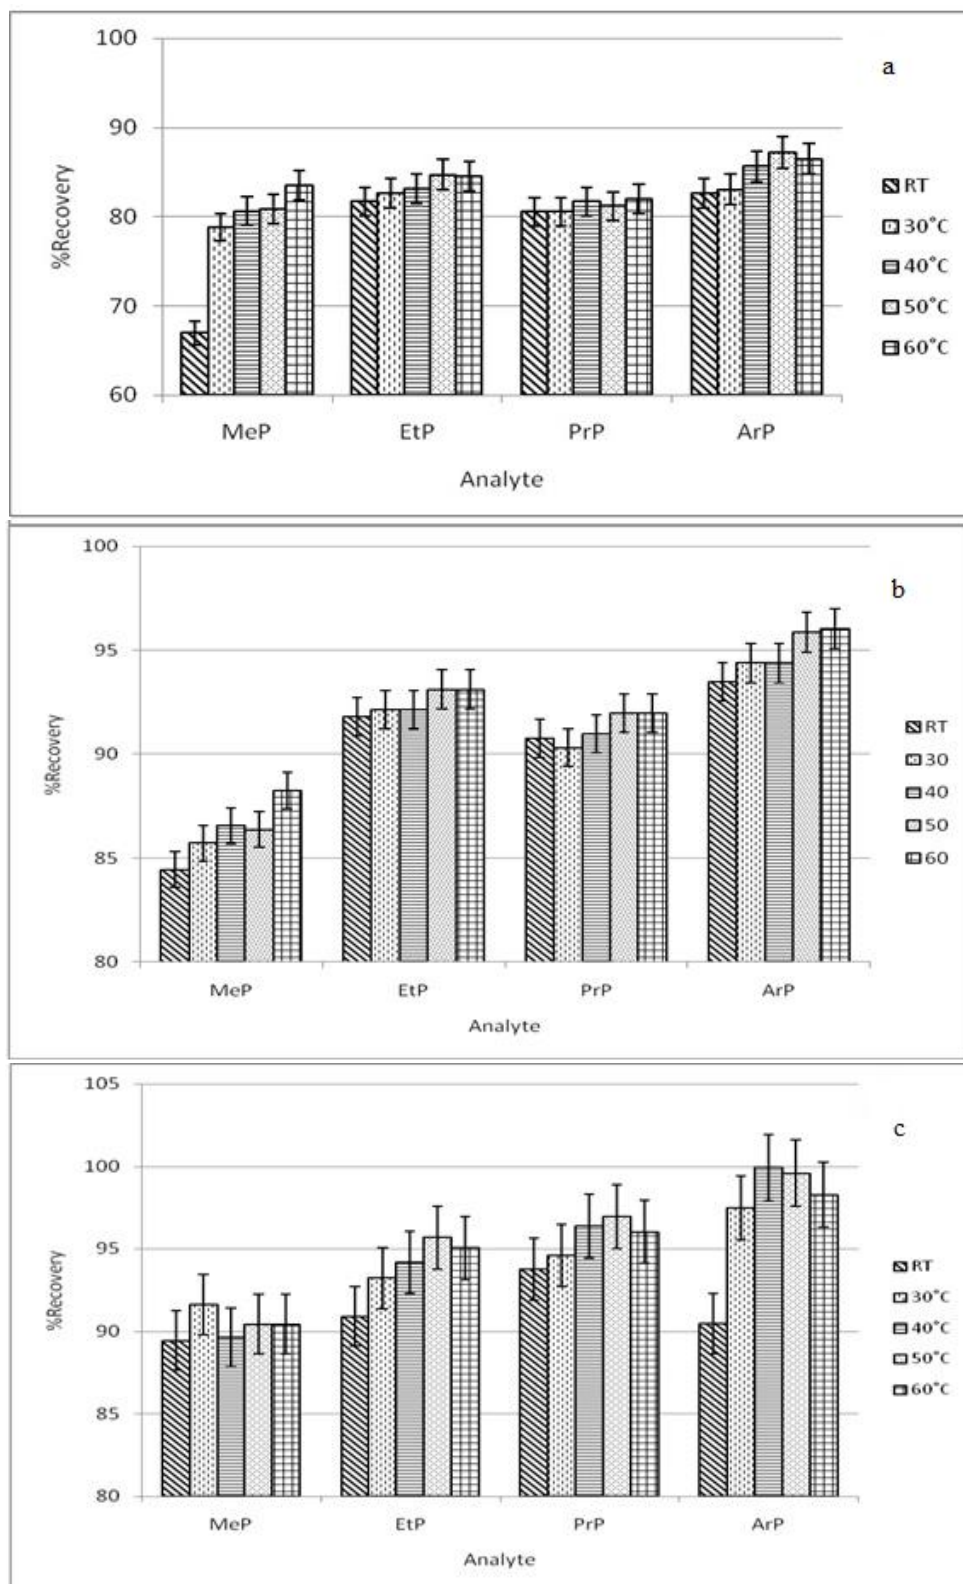 100
a
90
80
70
60
%Recovery
RT
30°C
40°C
50°C
60°C
MeP EtP PrP ArP
Analyte
100
b
95
90
85
80
%Recovery
RT
30
40
50
60
MeP EtP PrP ArP
Analyte
105
c
100
95
90
85
80
%Recovery
RT
30°C
40°C
50°C
60°C
MeP EtP PrP ArP
Analyte